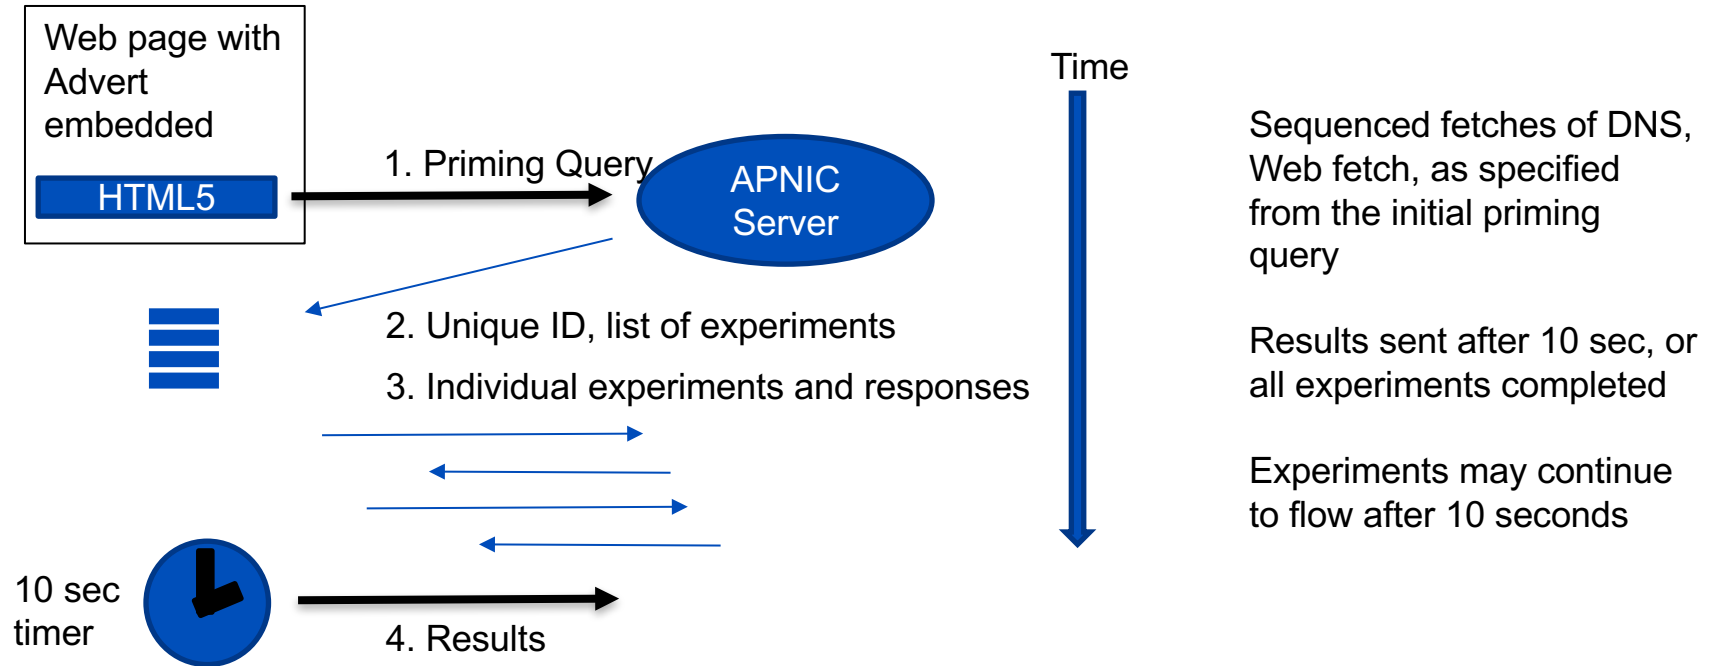 Web page with
Advert
embedded
HTML5
1. Priming Query
APNIC
Server
2. Unique ID, list of experiments
3. Individual experiments and responses
10 sec
timer
4. Results
Time
Sequenced fetches of DNS,
Web fetch, as specified
from the initial priming
query
Results sent after 10 sec, or
all experiments completed
Experiments may continue
to flow after 10 seconds